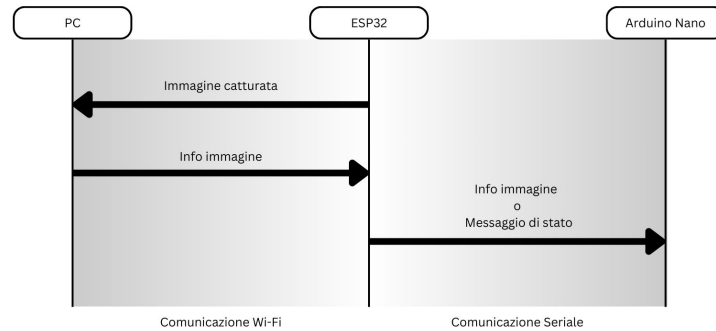 PC
ESP32
Arduino Nano
Immagine catturata
Info immagine
Info immagine
o
Messaggio di stato
Comunicazione Wi-Fi
Comunicazione Seriale